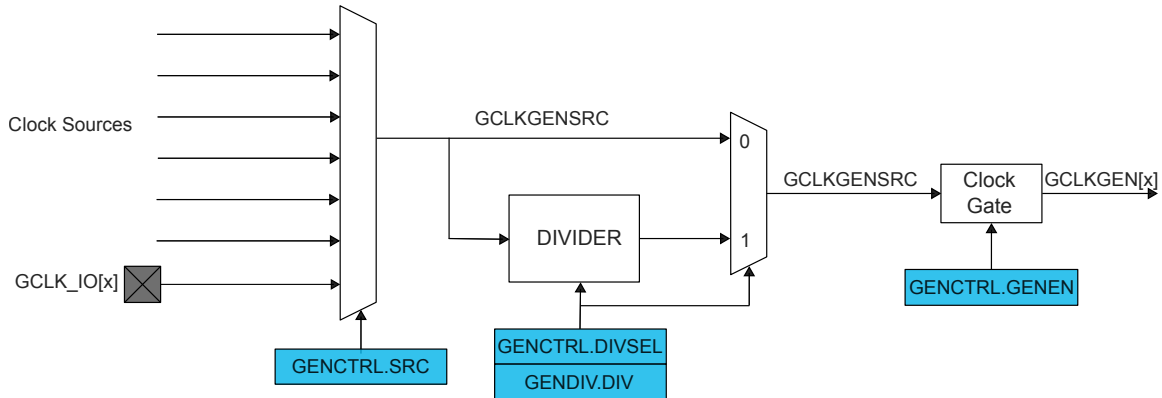 Clock Sources
GCLK_IO[x]
GENCTRL.SRC
GCLKGENSRC
DIVIDER
0
1
GENCTRL.DIVSEL
GENDIV.DIV
GCLKGENSRC
Clock
Gate
GCLKGEN[x]
GENCTRL.GENEN